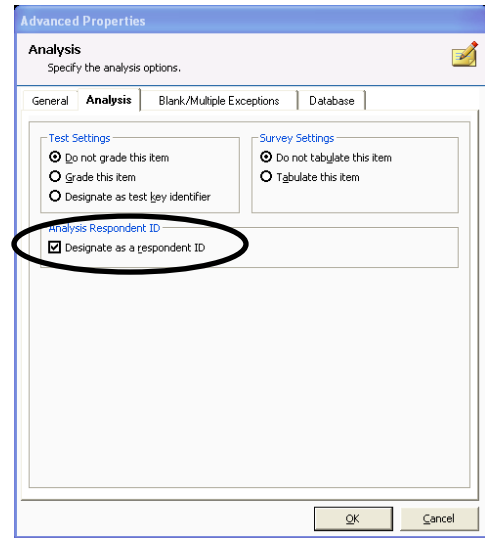 Advanced Properties
Analysis
Specify the analysis options.
General Analysis Blank/Multiple Exceptions Database
Test Settings
Do not grade this item
Grade this item
Designate as test key identifier
Survey Settings
Do not tabulate this item
Tabulate this item
Analysis Respondent ID
Designate as a respondent ID
OK Cancel